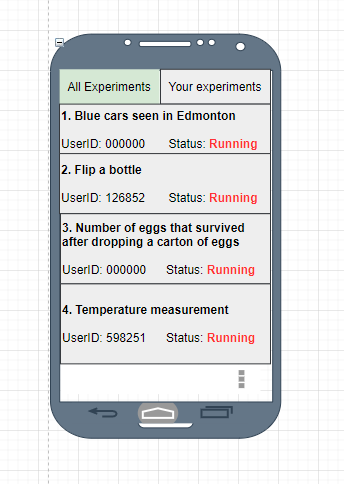 All Experiments Your experiments
1. Blue cars seen in Edmonton
UserID: 000000 Status: Running
2. Flip a bottle
UserID: 126852 Status: Running
3. Number of eggs that survived
after dropping a carton of eggs
UserID: 000000 Status: Running
4. Temperature measurement
UserID: 598251 Status: Running